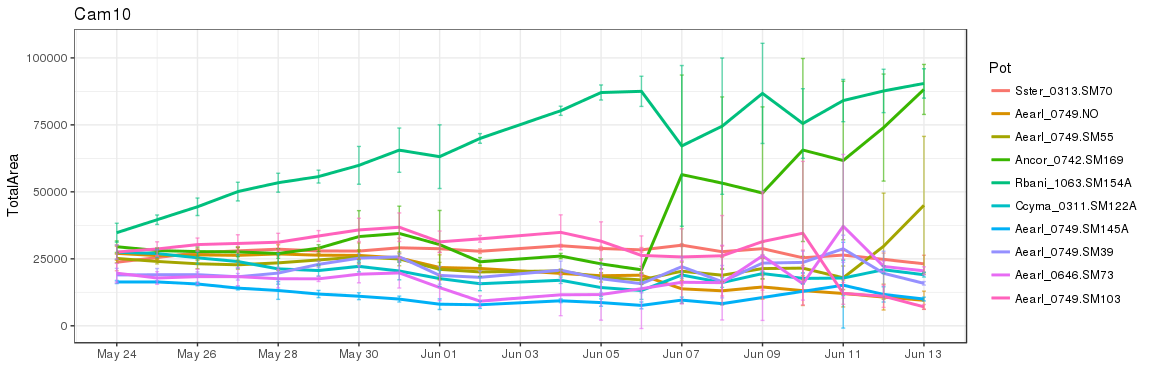 Cam10
TotalArea
100000
75000
50000
25000
0
May 24
May 26
May 28
May 30
Jun 01
Jun 03
Jun 05
Jun 07
Jun 09
Jun 11
Jun 13
Pot
Sster_0313.SM70
Aearl_0749.NO
Aearl_0749.SM55
Ancor_0742.SM169
Rbani_1063.SM154A
Ccyma_0311.SM122A
Aearl_0749.SM145A
Aearl_0749.SM39
Aearl_0646.SM73
Aearl_0749.SM103